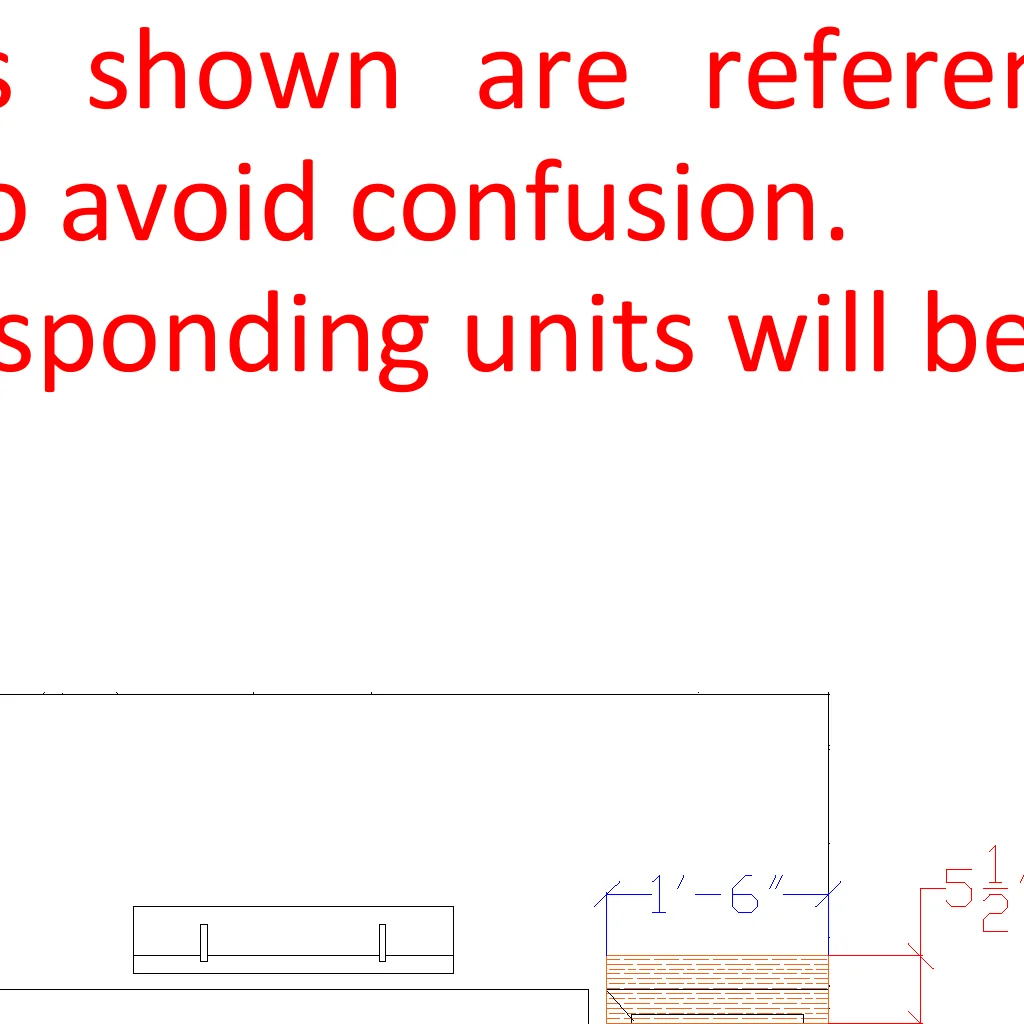 s shown are referen
o avoid confusion.
sponding units will be
1'-6"
5 1/2"